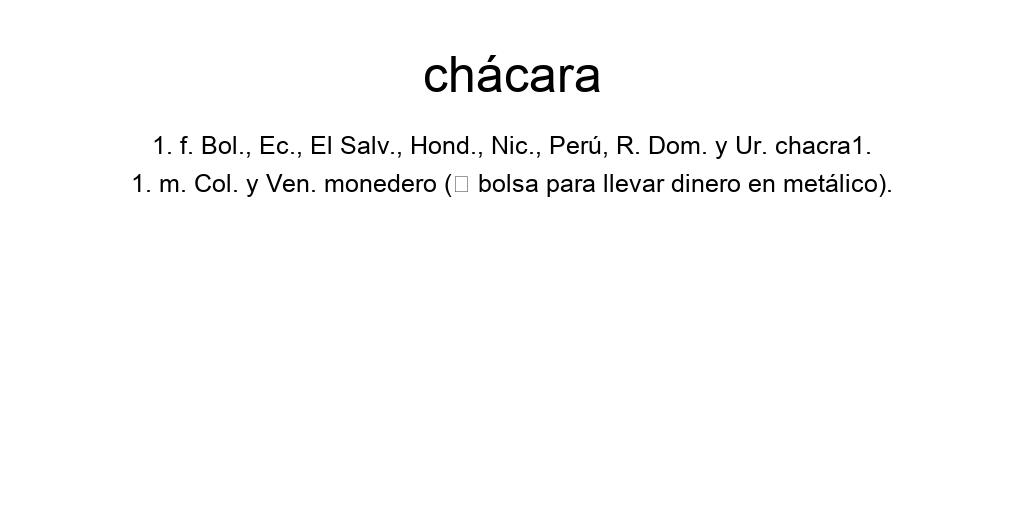 chácara
1. f. Bol., Ec., El Salv., Hond., Nic., Perú, R. Dom. y Ur. chacra1.
1. m. Col. y Ven. monedero (▯ bolsa para llevar dinero en metálico).